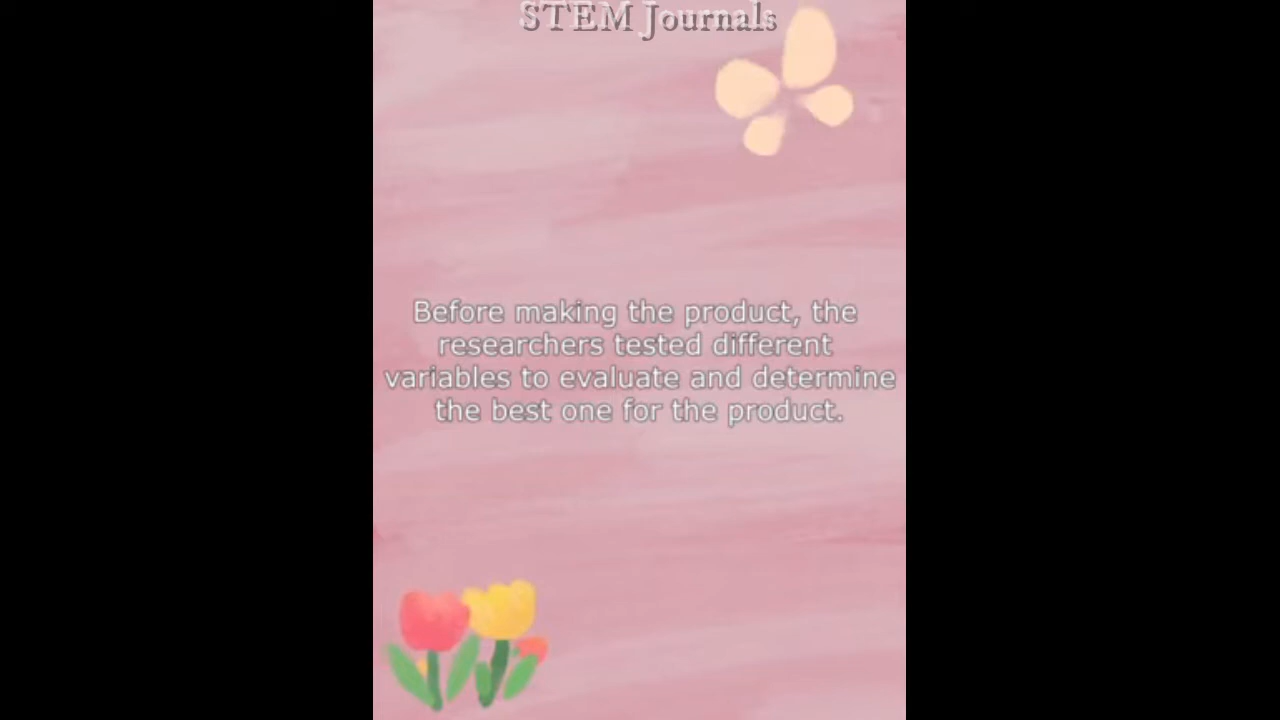 STEM Journals
Before making the product, the
researchers tested different
variables to evaluate and determine
the best one for the product.